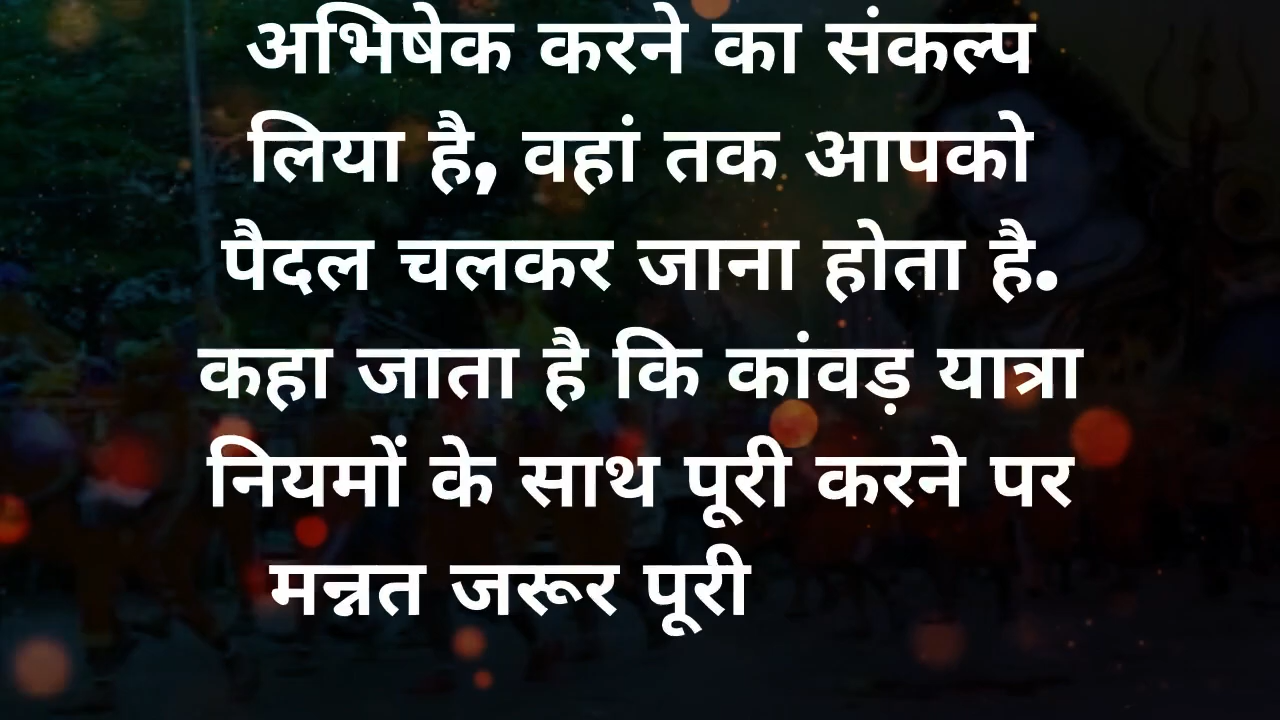 अभिषेक करने का संकल्प
लिया है, वहां तक आपको
पैदल चलकर जाना होता है.
कहा जाता है कि कांवड़ यात्रा
नियमों के साथ पूरी करने पर
मन्नत जरूर पूरी